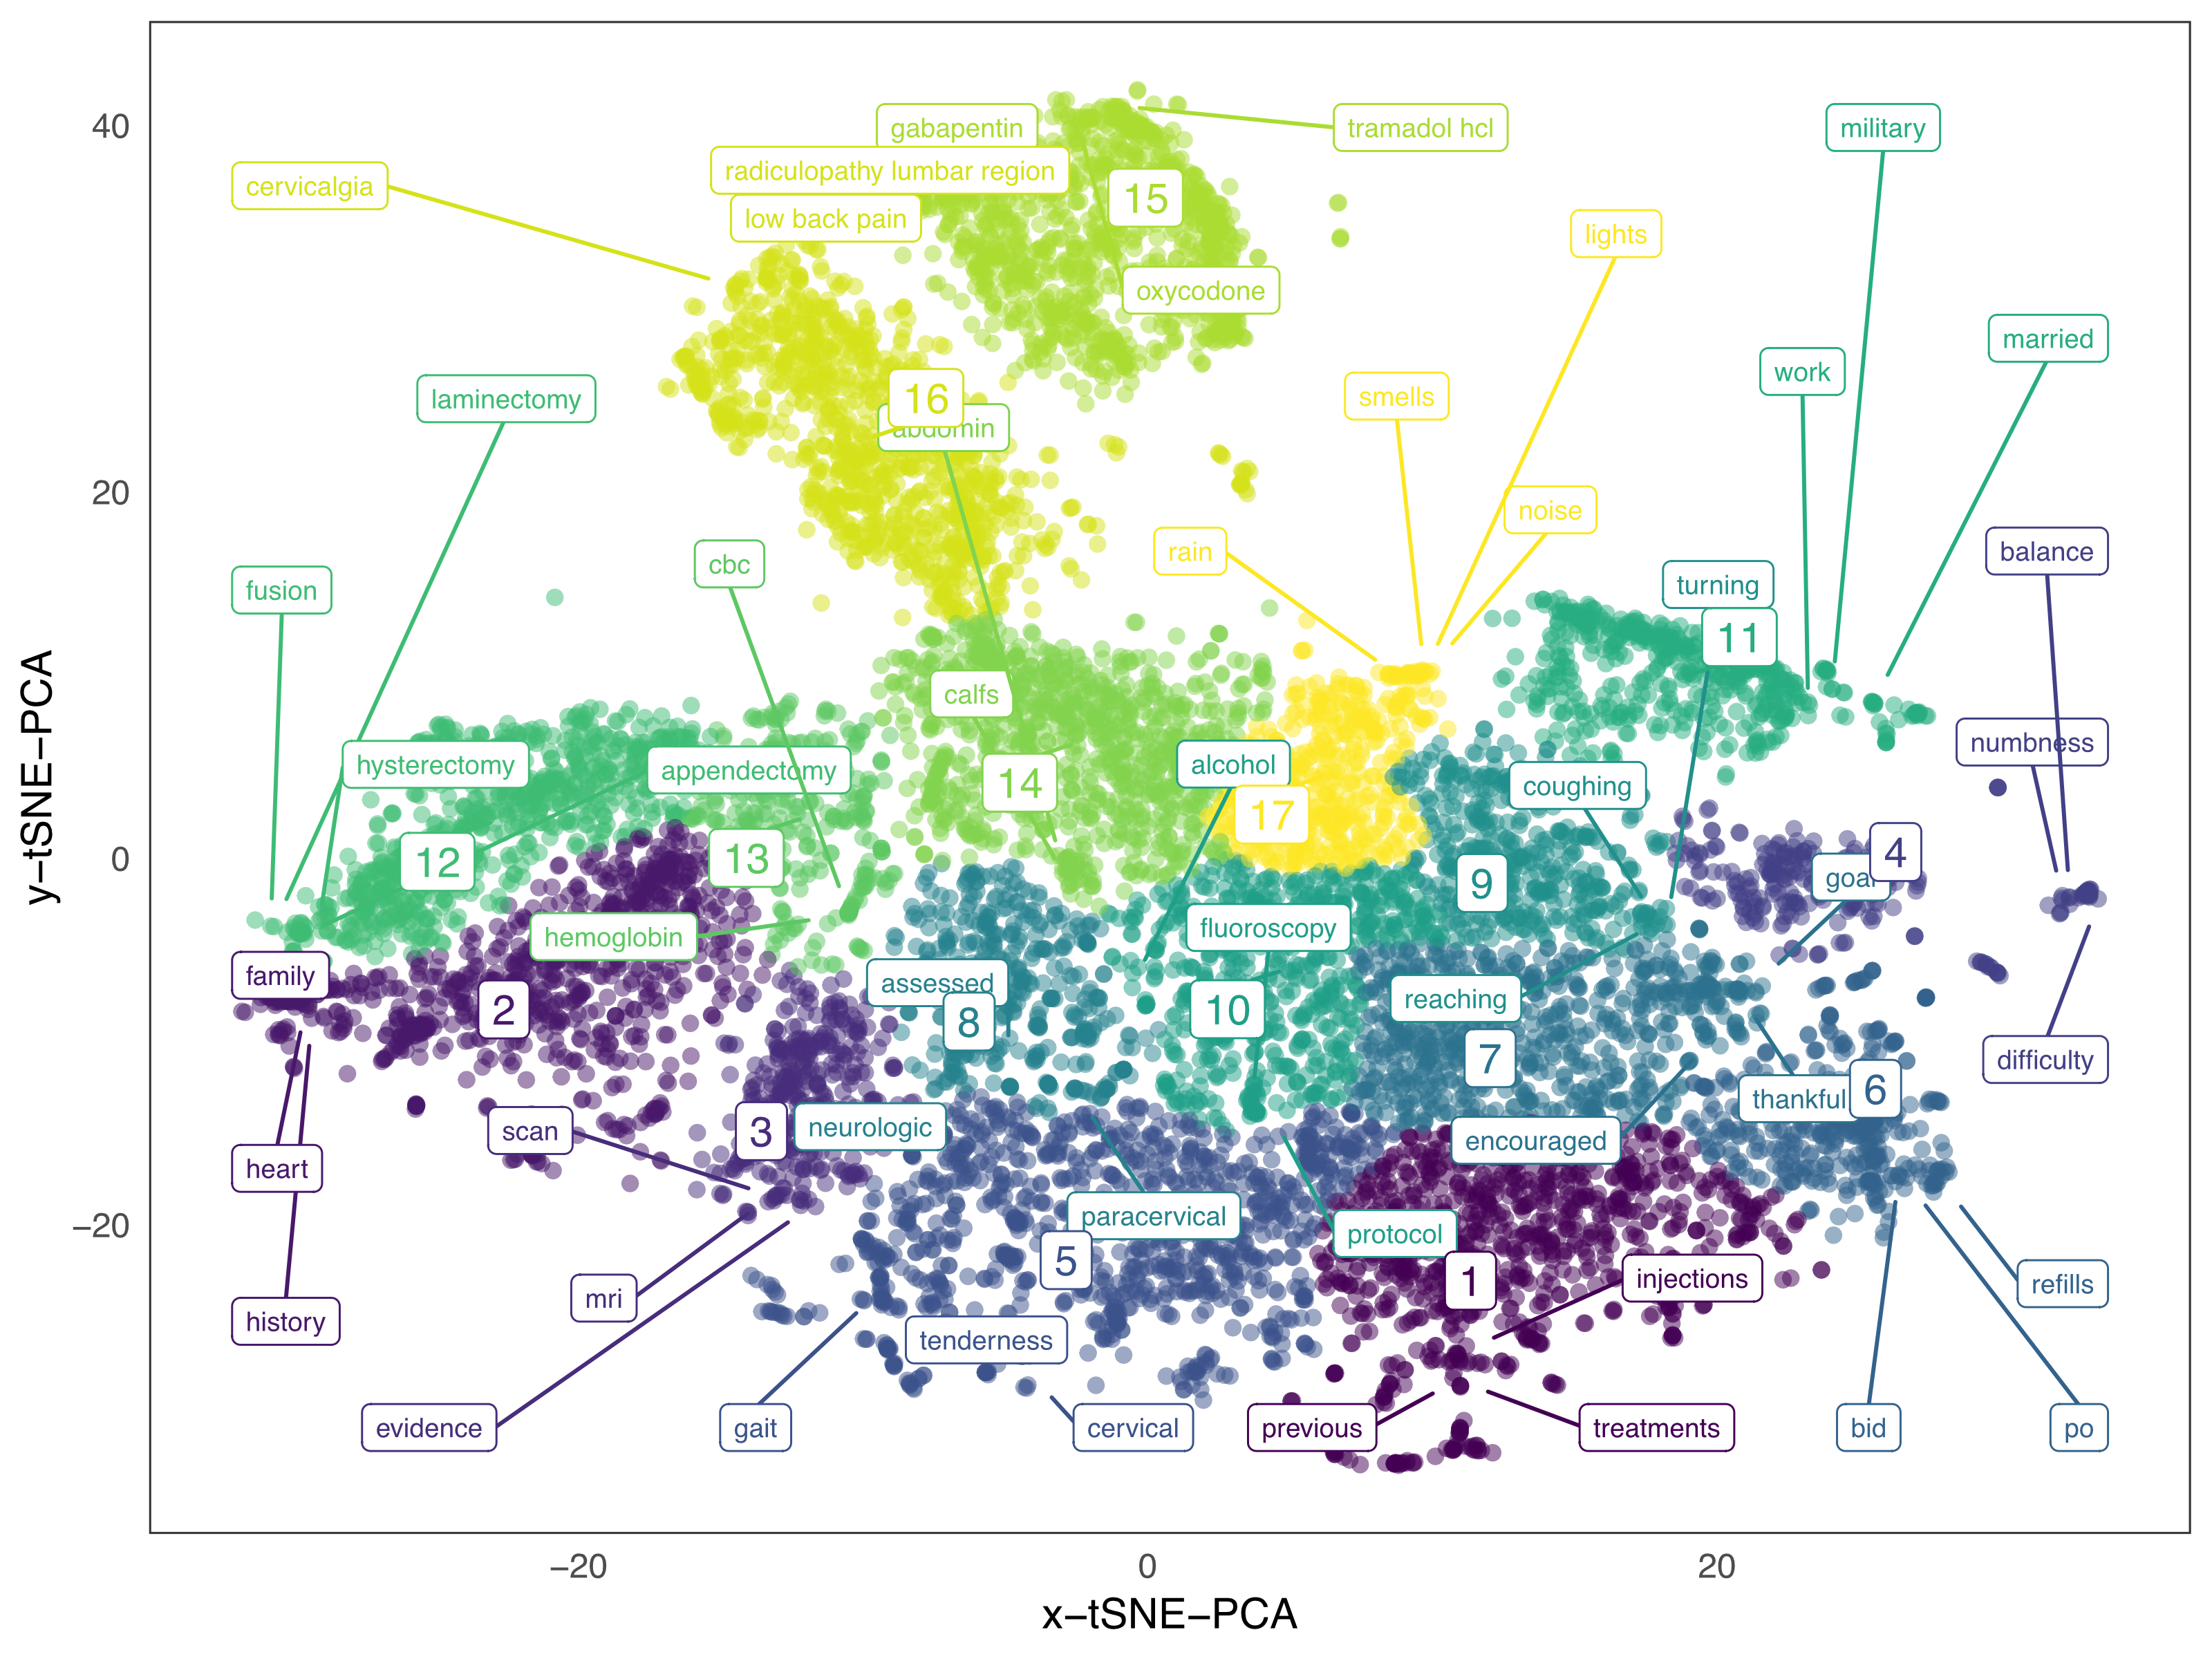 40
20
0
−20
y−tSNE−PCA
gabapentin
tramadol hcl
military
radiculopathy lumbar region
cervicalgia
15
low back pain
lights
oxycodone
married
work
laminectomy
16
smells
abdomin
noise
rain
balance
cbc
turning
fusion
11
calfs
numbness
hysterectomy
appendectomy
alcohol
14
coughing
17
12
13
4
9
goal
hemoglobin
fluoroscopy
family
assessed
reaching
2
8
10
7
difficulty
thankful
6
scan
3
neurologic
encouraged
heart
paracervical
protocol
5
1
injections
refills
mri
history
tenderness
evidence
gait
cervical
previous
treatments
bid
po
−20
0
20
x−tSNE−PCA